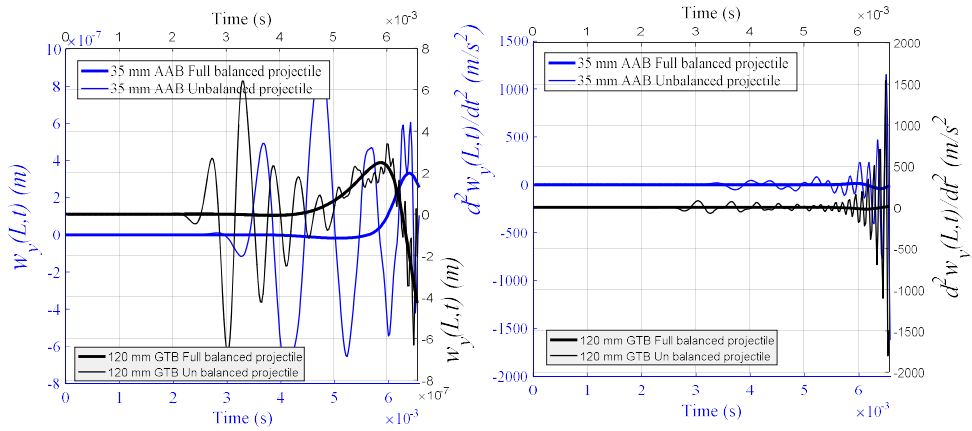 Time (s)
×10⁻³
0 1 2 3 4 5 6
×10⁻⁷
10
8
6
4
2
0
-2
-4
-6
-8
w_y(L,t) (m)
35 mm AAB Full balanced projectile
35 mm AAB Unbalanced projectile
120 mm GTB Full balanced projectile
120 mm GTB Un balanced projectile
8
6
4
2
0
-2
-4
-6
-8
×10⁻⁷
w_y(L,t) (m)
0 1 2 3 4 5 6
Time (s)
×10⁻³
Time (s)
×10⁻³
0 1 2 3 4 5 6
1500
1000
500
0
-500
-1000
-1500
-2000
d²w_y(L,t)/dt² (m/s²)
35 mm AAB Full balanced projectile
35 mm AAB Unbalanced projectile
120 mm GTB Full balanced projectile
120 mm GTB Un balanced projectile
2000
1500
1000
500
0
-500
-1000
-1500
-2000
d²w_y(L,t)/dt² (m/s²)
0 1 2 3 4 5 6
Time (s)
×10⁻³